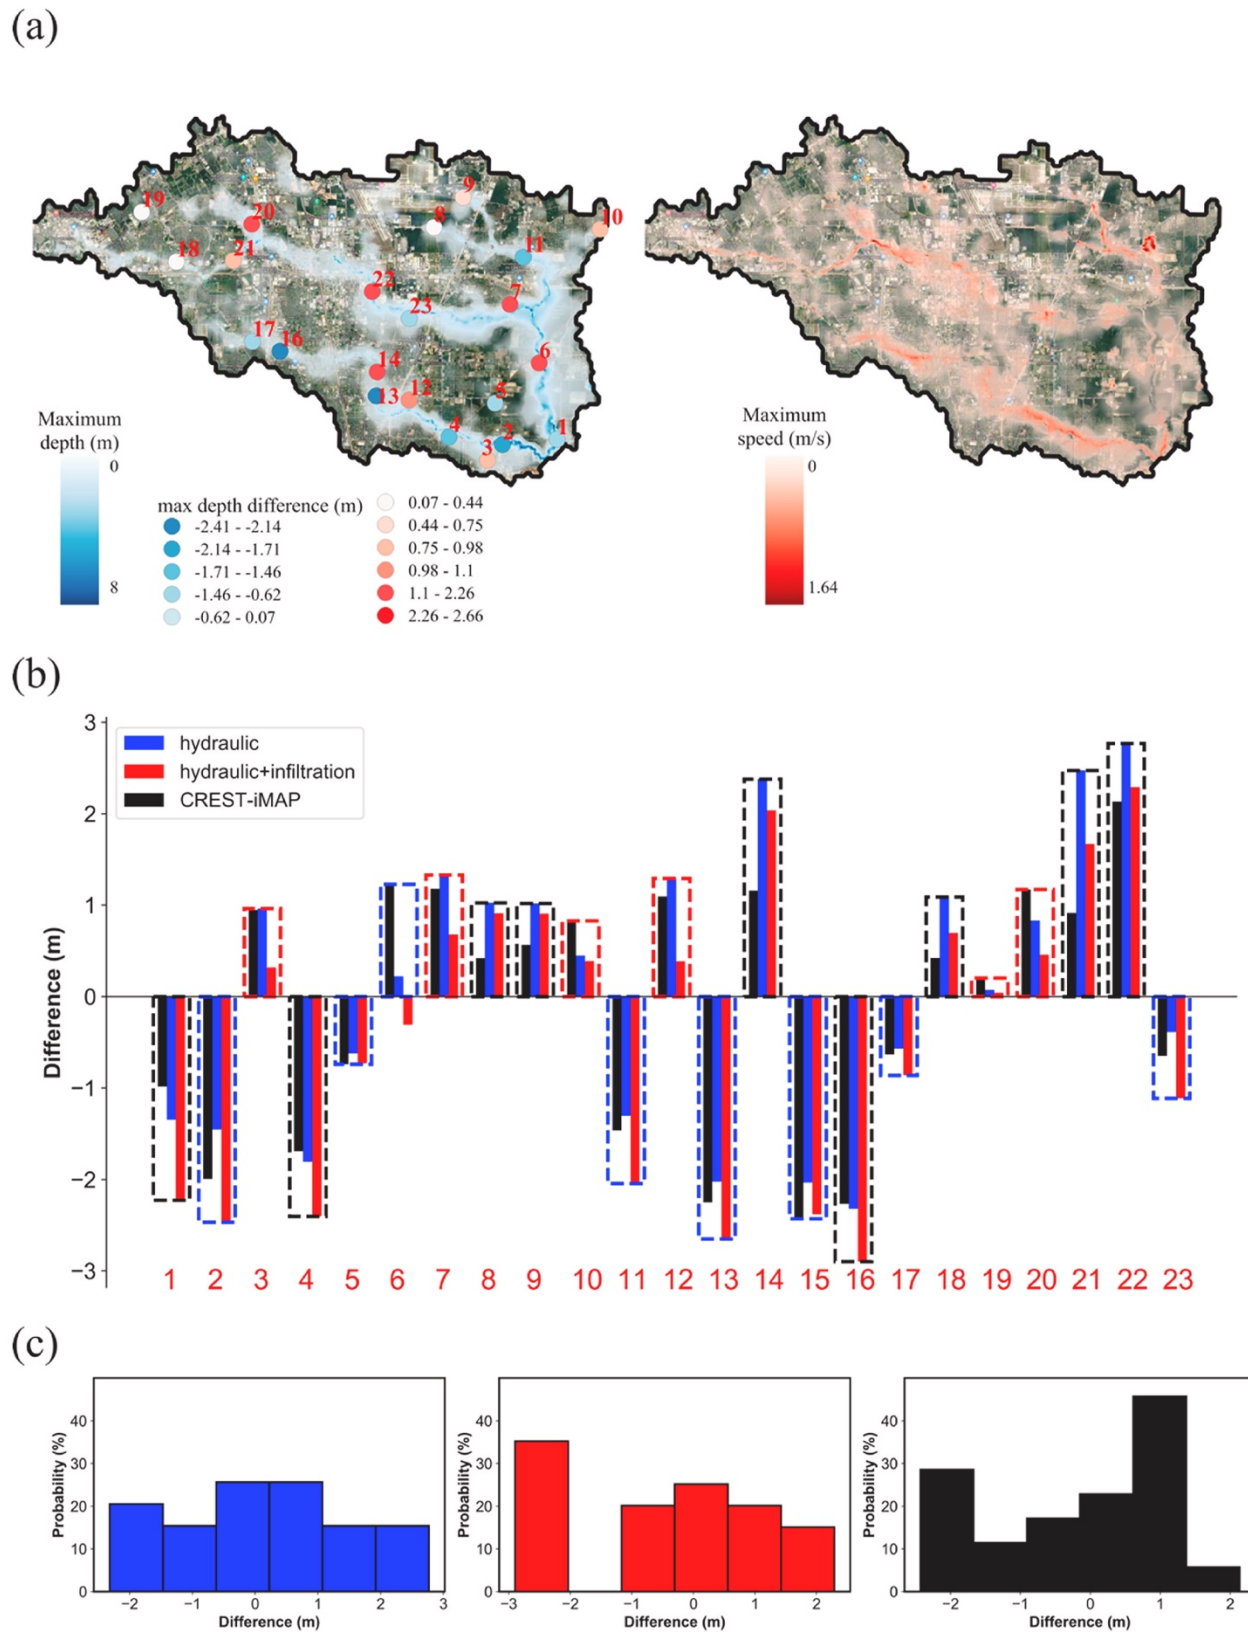 (a)
19
20
18
21
17
16
22
23
14
13
12
9
8
10
11
7
6
5
4
3
2
1
Maximum
depth (m)
0
8
max depth difference (m)
-2.41 - -2.14
-2.14 - -1.71
-1.71 - -1.46
-1.46 - -0.62
-0.62 - 0.07
0.07 - 0.44
0.44 - 0.75
0.75 - 0.98
0.98 - 1.1
1.1 - 2.26
2.26 - 2.66
Maximum
speed (m/s)
0
1.64
(b)
hydraulic
hydraulic+infiltration
CREST-iMAP
Difference (m)
3
2
1
0
−1
−2
−3
1 2 3 4 5 6 7 8 9 10 11 12 13 14 15 16 17 18 19 20 21 22 23
(c)
Probability (%)
40
30
20
10
0
−2 −1 0 1 2 3
Difference (m)
Probability (%)
40
30
20
10
0
−3 −2 −1 0 1 2
Difference (m)
Probability (%)
40
30
20
10
0
−2 −1 0 1 2
Difference (m)